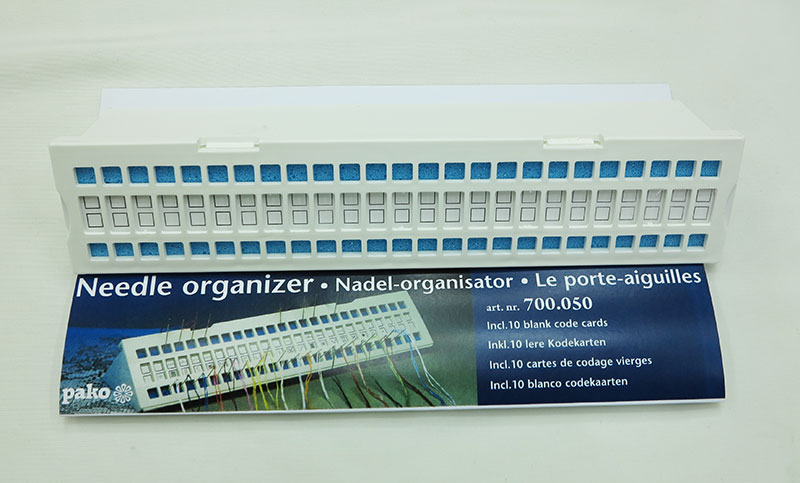 Needle organizer • Nadel-organisator • Le porte-aiguilles
art. nr. 700.050
Incl.10 blank code cards
Inkl.10 lere Kodekarten
Incl.10 cartes de codage vierges
Incl.10 blanco codekaarten
pako